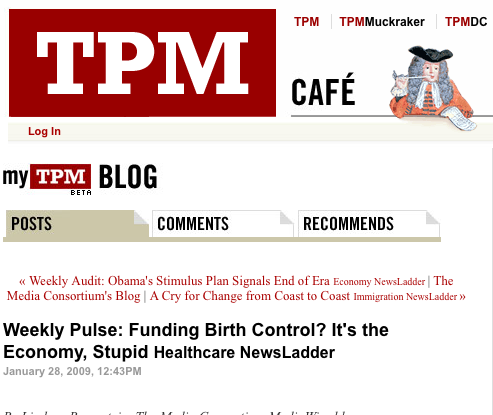 TPM
TPM TPMMuckraker TPMDC
CAFÉ
Log In
my TPM BLOG
BETA
POSTS COMMENTS RECOMMENDS
« Weekly Audit: Obama's Stimulus Plan Signals End of Era Economy NewsLadder | The
Media Consortium's Blog | A Cry for Change from Coast to Coast Immigration NewsLadder »
Weekly Pulse: Funding Birth Control? It's the
Economy, Stupid Healthcare NewsLadder
January 28, 2009, 12:43PM